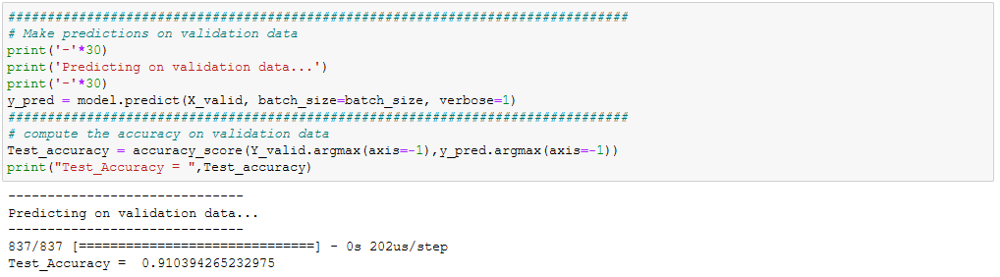 ###############################################################################
# Make predictions on validation data
print('-'*30)
print('Predicting on validation data...')
print('-'*30)
y_pred = model.predict(X_valid, batch_size=batch_size, verbose=1)
###############################################################################
# compute the accuracy on validation data
Test_accuracy = accuracy_score(Y_valid.argmax(axis=-1),y_pred.argmax(axis=-1))
print("Test_Accuracy = ",Test_accuracy)
------------------------------
Predicting on validation data...
------------------------------
837/837 [==============================] - 0s 202us/step
Test_Accuracy =  0.910394265232975